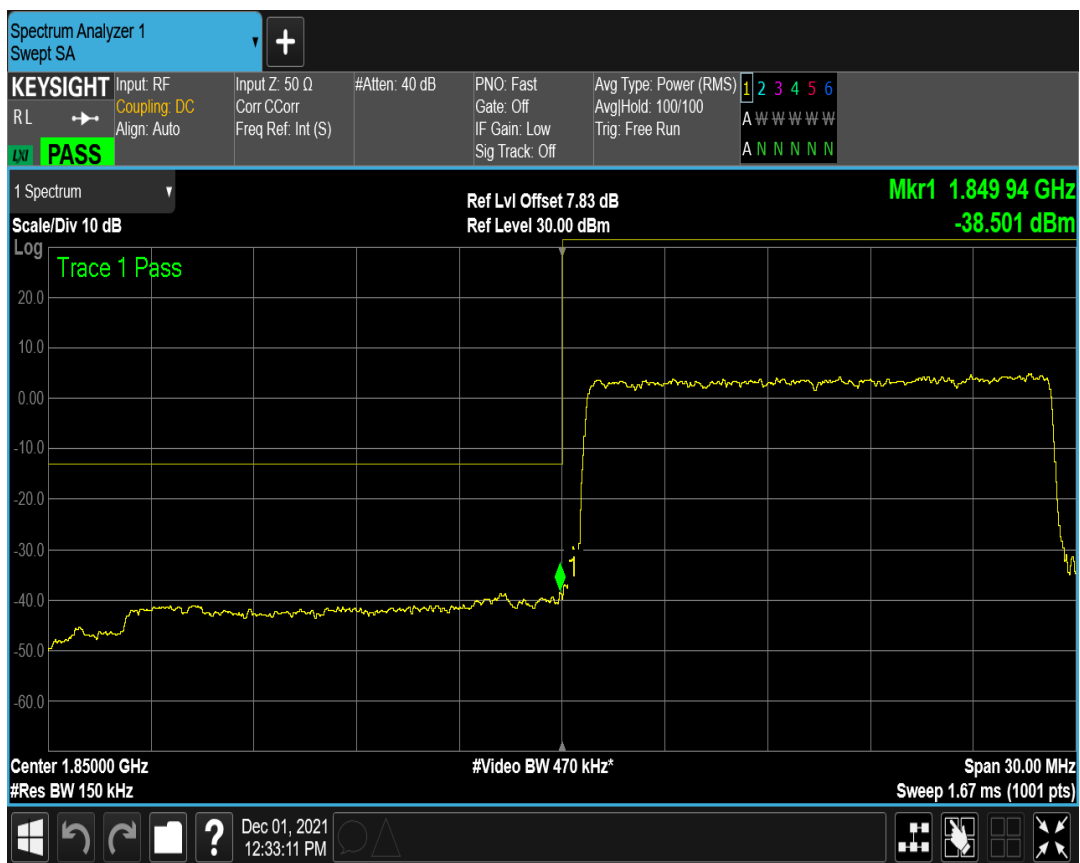 Spectrum Analyzer 1
Swept SA
+
KEYSIGHT
RL
LXI PASS
Input: RF
Coupling: DC
Align: Auto
Input Z: 50 Ω
Corr CCorr
Freq Ref: Int (S)
#Atten: 40 dB
PNO: Fast
Gate: Off
IF Gain: Low
Sig Track: Off
Avg Type: Power (RMS)
Avg|Hold: 100/100
Trig: Free Run
1 2 3 4 5 6
A W W W W W
A N N N N N
1 Spectrum
Scale/Div 10 dB
Ref Lvl Offset 7.83 dB
Ref Level 30.00 dBm
Mkr1 1.849 94 GHz
-38.501 dBm
Log
Trace 1 Pass
20.0
10.0
0.00
-10.0
-20.0
-30.0
-40.0
-50.0
-60.0
Center 1.85000 GHz
#Res BW 150 kHz
#Video BW 470 kHz*
Span 30.00 MHz
Sweep 1.67 ms (1001 pts)
?
Dec 01, 2021
12:33:11 PM